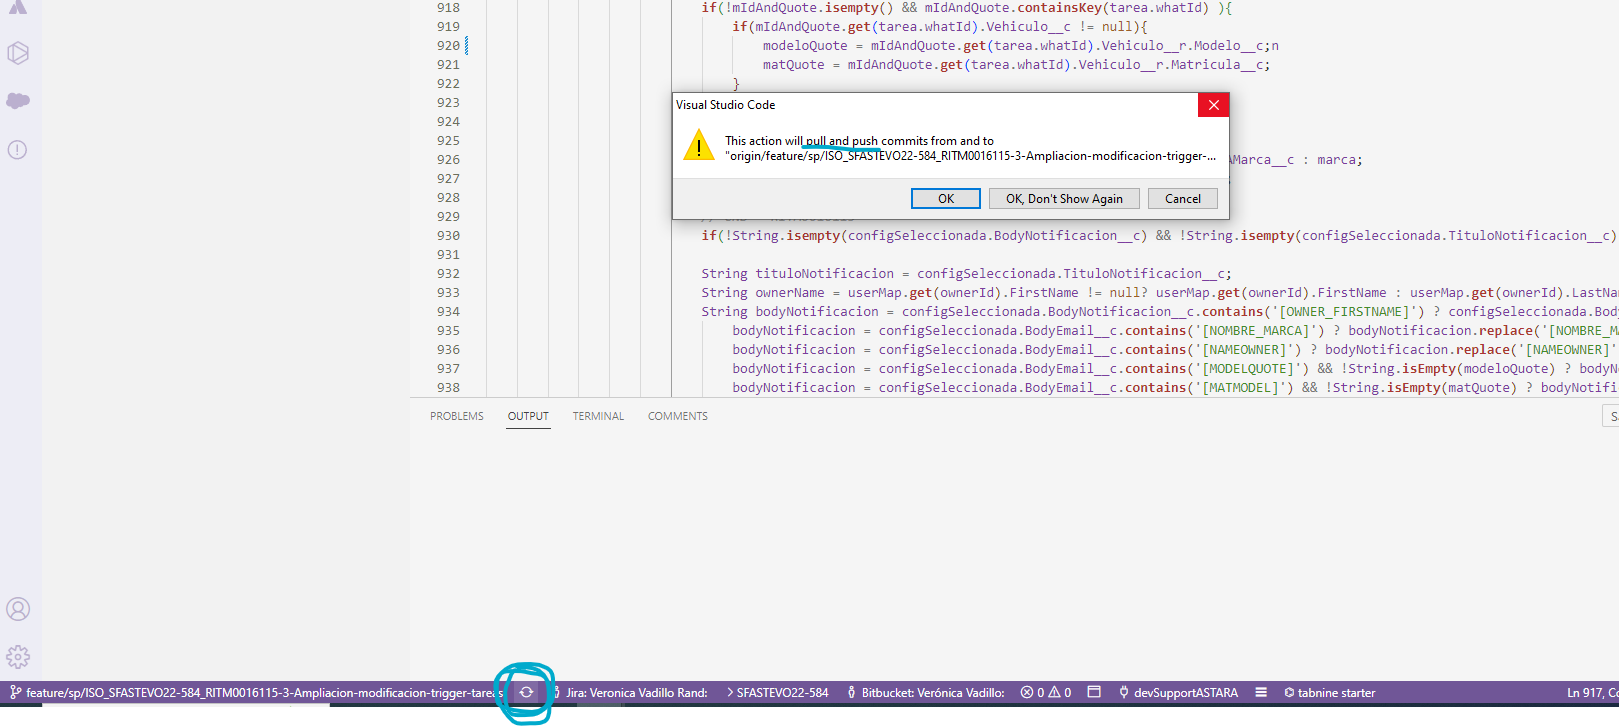 918 if(!mIdAndQuote.isempty() && mIdAndQuote.containsKey(tarea.whatId) ){
919 if(mIdAndQuote.get(tarea.whatId).Vehiculo__c != null){
920 modeloQuote = mIdAndQuote.get(tarea.whatId).Vehiculo__r.Modelo__c;n
921 matQuote = mIdAndQuote.get(tarea.whatId).Vehiculo__r.Matricula__c;
922 }
923
924
925
926 AMarca__c : marca;
927
928
929
930 if(!String.isempty(configSeleccionada.BodyNotificacion__c) && !String.isempty(configSeleccionada.TituloNotificacion__c)
931
932 String tituloNotificacion = configSeleccionada.TituloNotificacion__c;
933 String ownerName = userMap.get(ownerId).FirstName != null? userMap.get(ownerId).FirstName : userMap.get(ownerId).LastNa
934 String bodyNotificacion = configSeleccionada.BodyNotificacion__c.contains('[OWNER_FIRSTNAME]') ? configSeleccionada.Bod
935 bodyNotificacion = configSeleccionada.BodyEmail__c.contains('[NOMBRE_MARCA]') ? bodyNotificacion.replace('[NOMBRE_MA
936 bodyNotificacion = configSeleccionada.BodyEmail__c.contains('[NAMEOWNER]') ? bodyNotificacion.replace('[NAMEOWNER]'
937 bodyNotificacion = configSeleccionada.BodyEmail__c.contains('[MODELQUOTE]') && !String.isEmpty(modeloQuote) ? bodyN
938 bodyNotificacion = configSeleccionada.BodyEmail__c.contains('[MATMODEL]') && !String.isEmpty(matQuote) ? bodyNotifi
Visual Studio Code
This action will pull and push commits from and to
"origin/feature/sp/ISO_SFASTEVO22-584_RITM0016115-3-Ampliacion-modificacion-trigger-...
OK OK, Don't Show Again Cancel
PROBLEMS OUTPUT TERMINAL COMMENTS
feature/sp/ISO_SFASTEVO22-584_RITM0016115-3-Ampliacion-modificacion-trigger-tareas Jira: Veronica Vadillo Rand: SFASTEVO22-584 Bitbucket: Verónica Vadillo: 0 0 devSupportASTARA tabnine starter Ln 917, Co